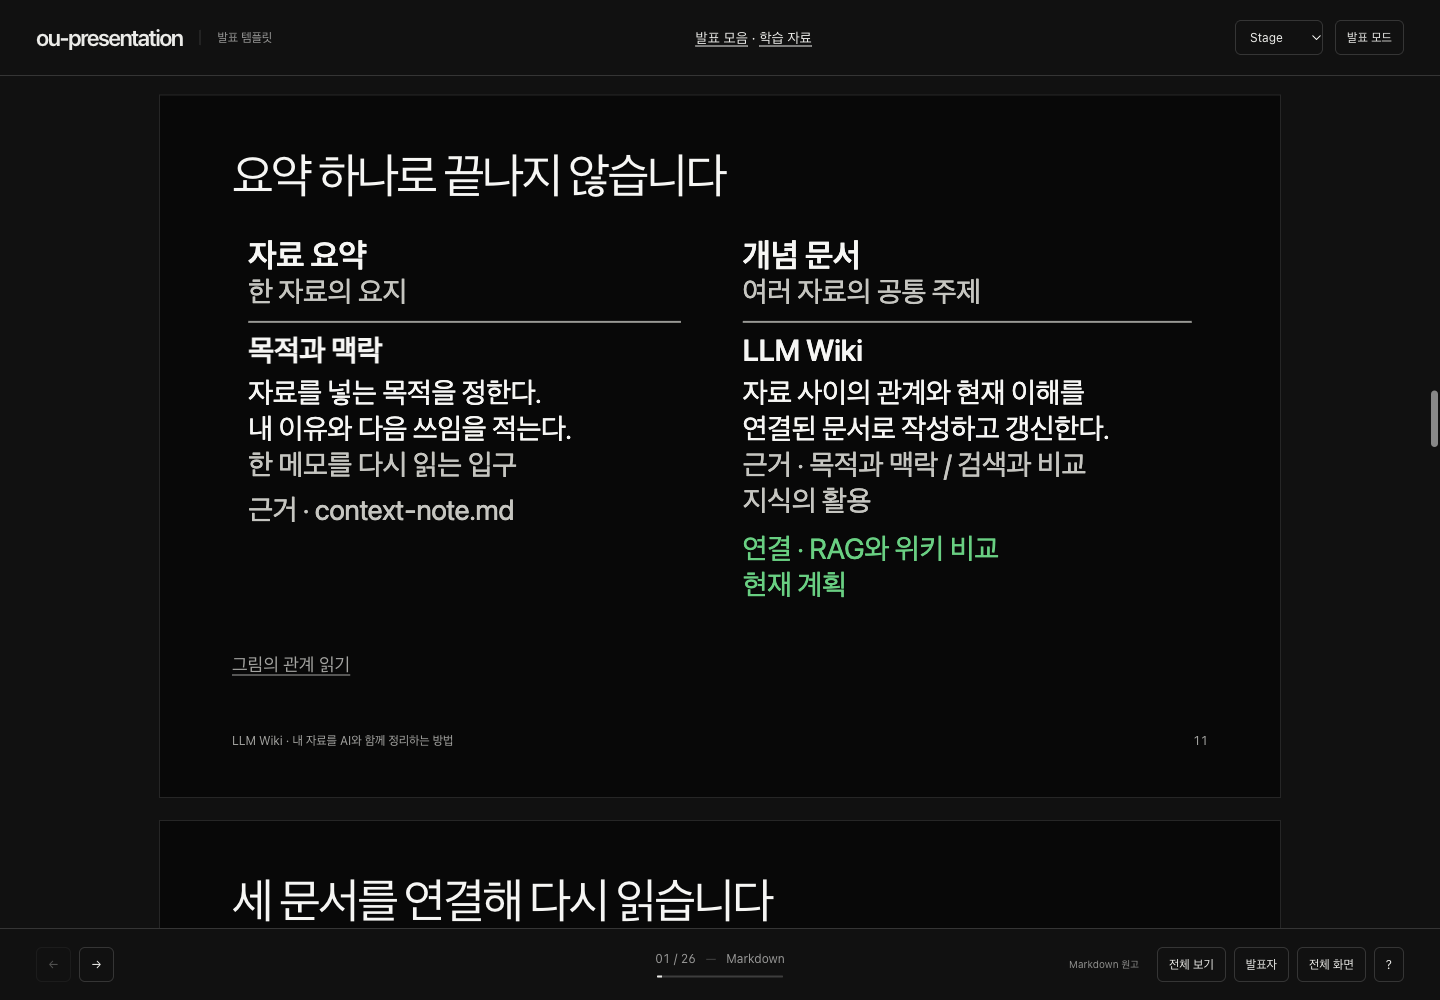 ou-presentation
발표 템플릿
발표 모음 · 학습 자료
Stage
발표 모드
요약 하나로 끝나지 않습니다
자료 요약
한 자료의 요지
목적과 맥락
자료를 넣는 목적을 정한다.
내 이유와 다음 쓰임을 적는다.
한 메모를 다시 읽는 입구
근거 · context-note.md
개념 문서
여러 자료의 공통 주제
LLM Wiki
자료 사이의 관계와 현재 이해를
연결된 문서로 작성하고 갱신한다.
근거 · 목적과 맥락 / 검색과 비교
지식의 활용
연결 · RAG와 위키 비교
현재 계획
그림의 관계 읽기
LLM Wiki · 내 자료를 AI와 함께 정리하는 방법
11
세 문서를 연결해 다시 읽습니다
←
→
01 / 26 — Markdown
Markdown 원고
전체 보기
발표자
전체 화면
?